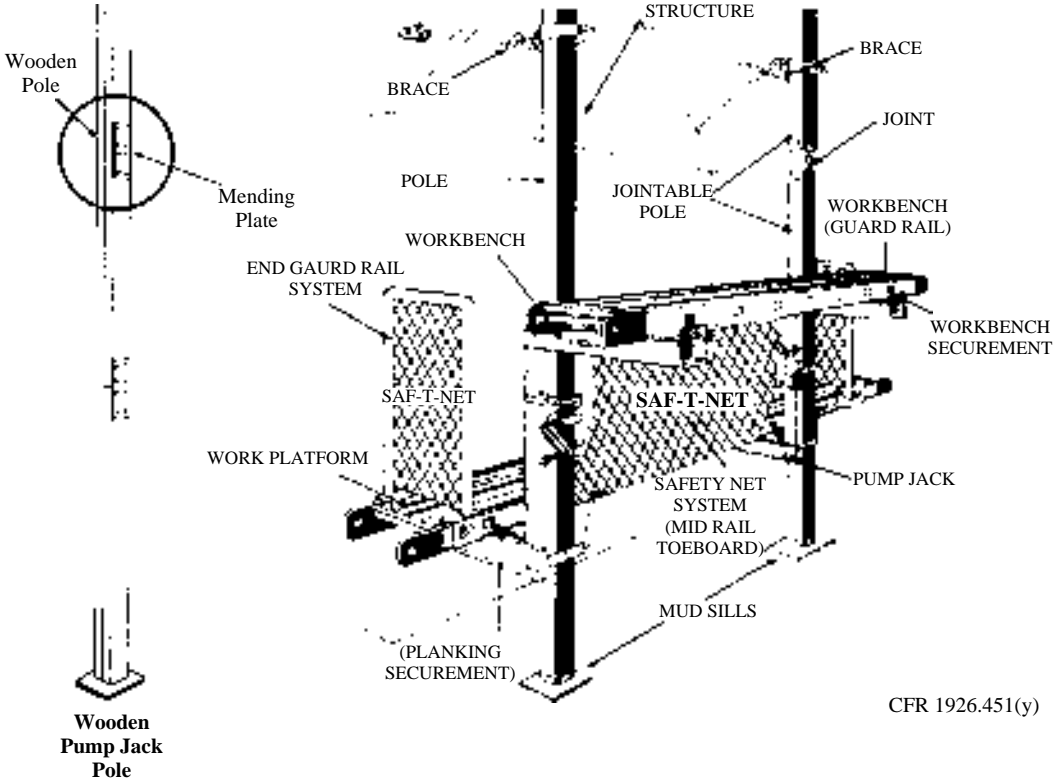 STRUCTURE
BRACE
BRACE
Wooden
Pole
JOINT
POLE
JOINTABLE
POLE
Mending
Plate
WORKBENCH
(GUARD RAIL)
WORKBENCH
END GAURD RAIL
SYSTEM
WORKBENCH
SECUREMENT
SAF-T-NET
SAF-T-NET
WORK PLATFORM
PUMP JACK
SAFETY NET
SYSTEM
(MID RAIL
TOEBOARD)
MUD SILLS
(PLANKING
SECUREMENT)
CFR 1926.451(y)
Wooden
Pump Jack
Pole